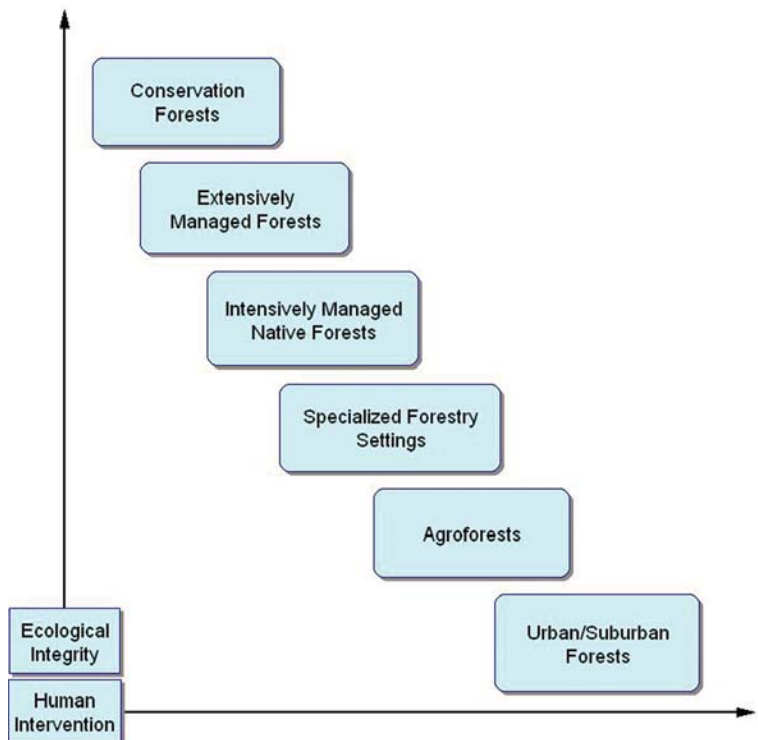 Conservation
Forests
Extensively
Managed Forests
Intensively Managed
Native Forests
Specialized Forestry
Settings
Agroforests
Urban/Suburban
Forests
Ecological
Integrity
Human
Intervention